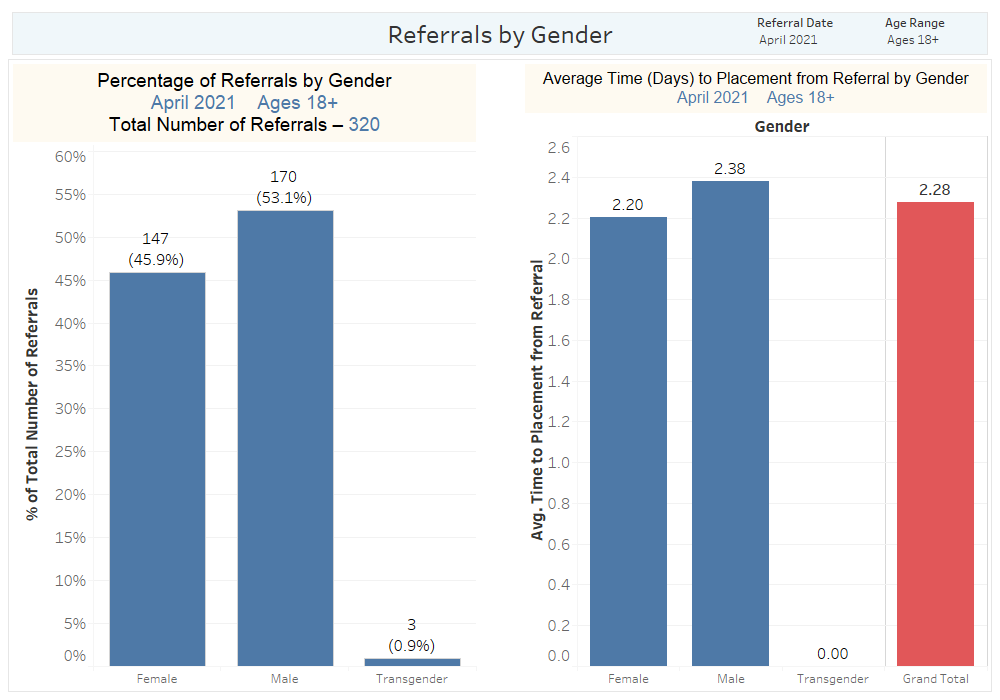 Referrals by Gender
Referral Date
April 2021
Age Range
Ages 18+
Percentage of Referrals by Gender
April 2021 Ages 18+
Total Number of Referrals – 320
% of Total Number of Referrals
60%
55%
50%
45%
40%
35%
30%
25%
20%
15%
10%
5%
0%
147
(45.9%)
170
(53.1%)
3
(0.9%)
Female
Male
Transgender
Average Time (Days) to Placement from Referral by Gender
April 2021 Ages 18+
Gender
Avg. Time to Placement from Referral
2.6
2.4
2.2
2.0
1.8
1.6
1.4
1.2
1.0
0.8
0.6
0.4
0.2
0.0
2.20
2.38
0.00
2.28
Female
Male
Transgender
Grand Total